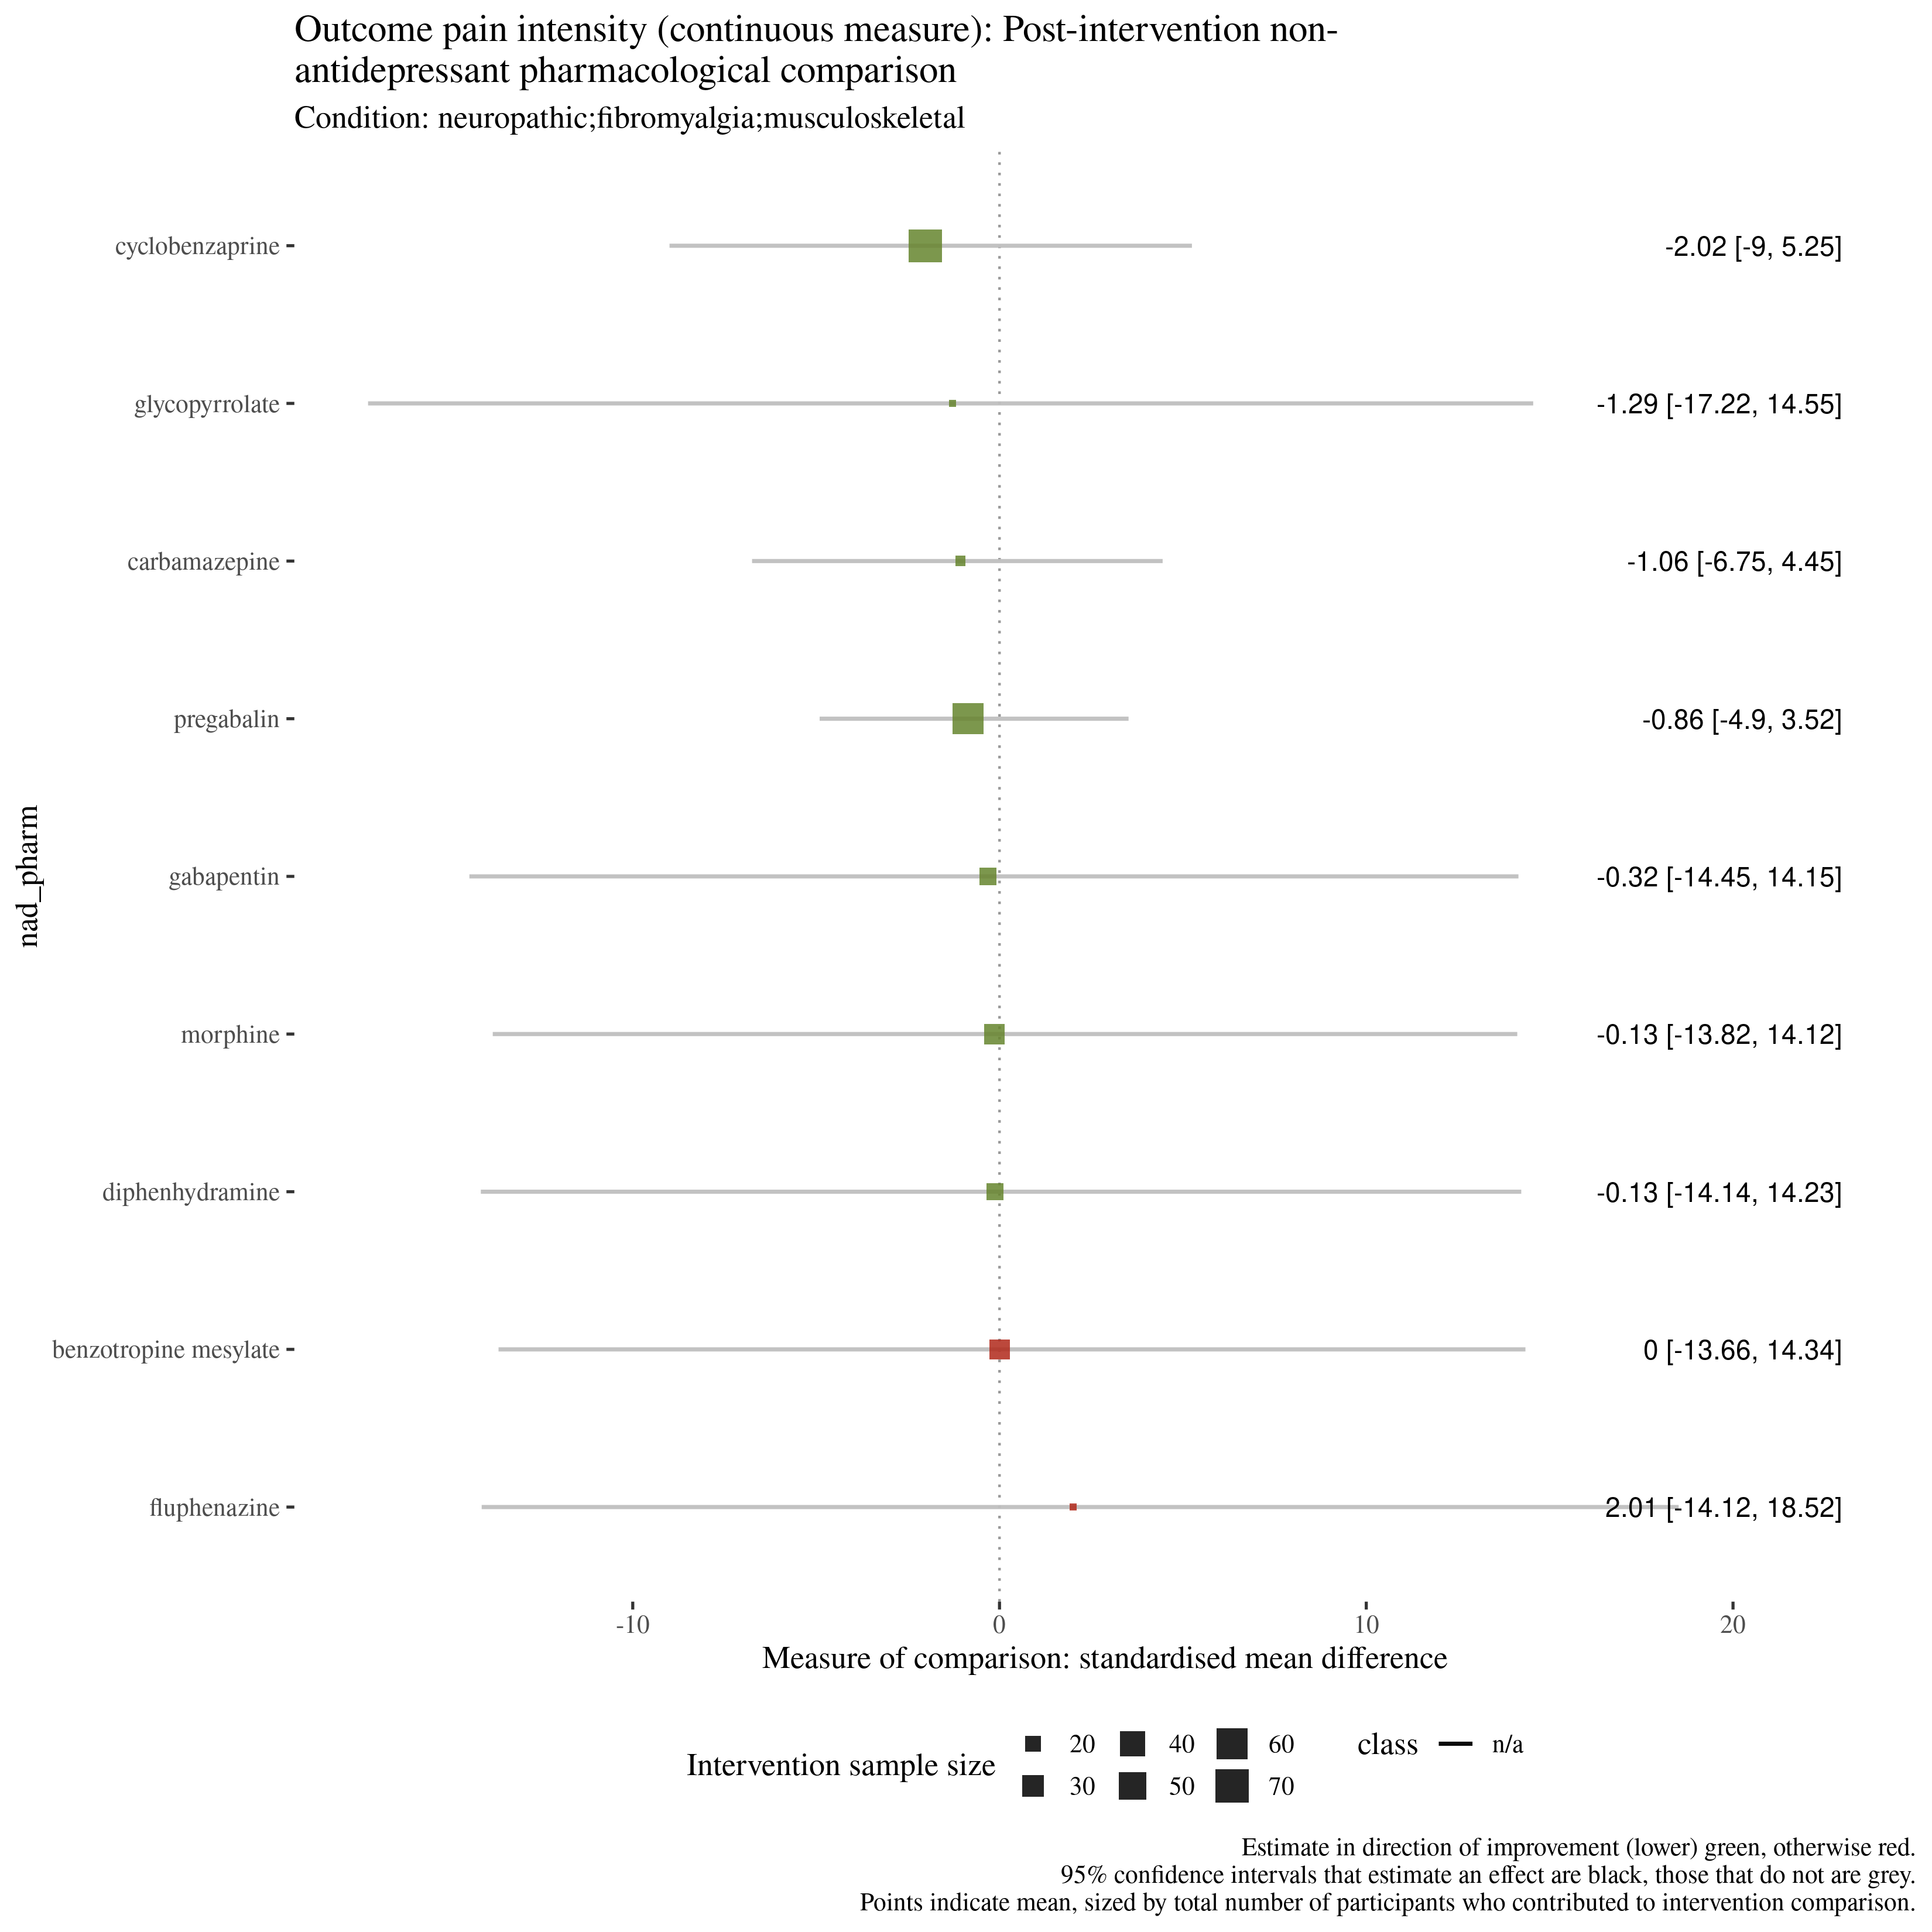 Outcome pain intensity (continuous measure): Post-intervention non-
antidepressant pharmacological comparison
Condition: neuropathic;fibromyalgia;musculoskeletal
nad_pharm
cyclobenzaprine -2.02 [-9, 5.25]
glycopyrrolate -1.29 [-17.22, 14.55]
carbamazepine -1.06 [-6.75, 4.45]
pregabalin -0.86 [-4.9, 3.52]
gabapentin -0.32 [-14.45, 14.15]
morphine -0.13 [-13.82, 14.12]
diphenhydramine -0.13 [-14.14, 14.23]
benzotropine mesylate 0 [-13.66, 14.34]
fluphenazine 2.01 [-14.12, 18.52]
-10 0 10 20
Measure of comparison: standardised mean difference
Intervention sample size 20 40 60 class n/a
30 50 70
Estimate in direction of improvement (lower) green, otherwise red.
95% confidence intervals that estimate an effect are black, those that do not are grey.
Points indicate mean, sized by total number of participants who contributed to intervention comparison.